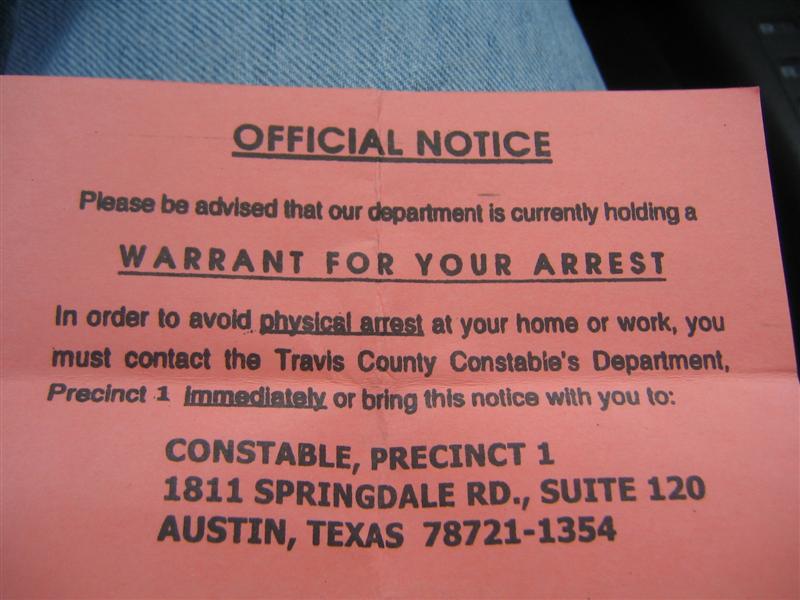 OFFICIAL NOTICE
Please be advised that our department is currently holding a
WARRANT FOR YOUR ARREST
In order to avoid physical arrest at your home or work, you
must contact the Travis County Constable's Department,
Precinct 1 immediately or bring this notice with you to:
CONSTABLE, PRECINCT 1
1811 SPRINGDALE RD., SUITE 120
AUSTIN, TEXAS 78721-1354